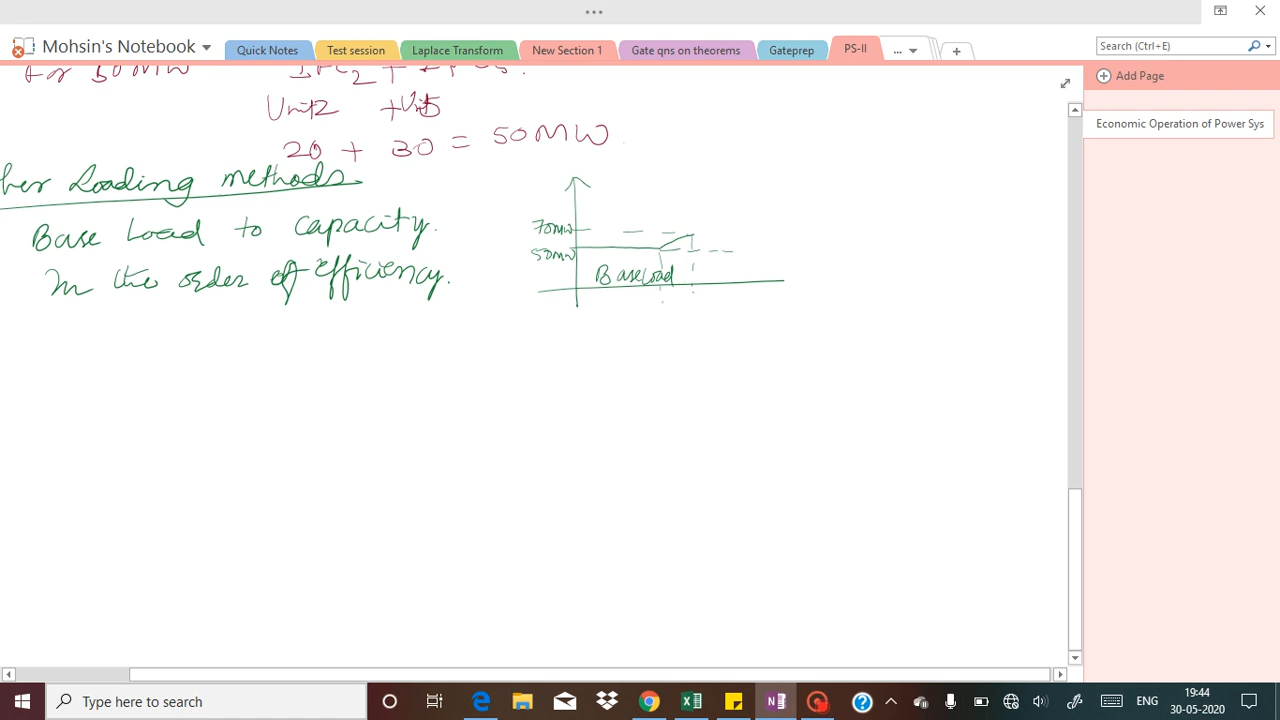 Mohsin's Notebook
Quick Notes
Test session
Laplace Transform
New Section 1
Gate qns on theorems
Gateprep
PS-II
...
Search (Ctrl+E)
Add Page
Economic Operation of Power Sys
Unit2 + Unit5
20 + 30 = 50MW
Loading methods.
Base Load to capacity.
In the order of efficiency.
70MW
50MW
Base Load
Type here to search
ENG
19:44
30-05-2020